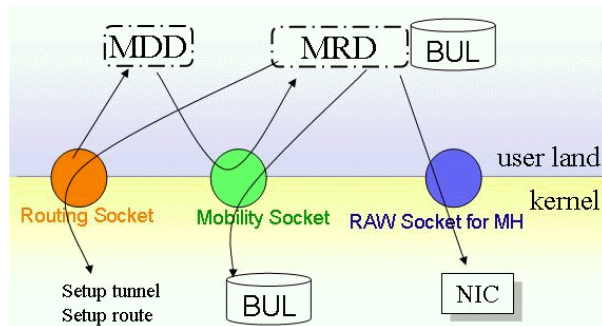 MDD
MRD
BUL
user land
kernel
Routing Socket
Mobility Socket
RAW Socket for MH
Setup tunnel
Setup route
BUL
NIC